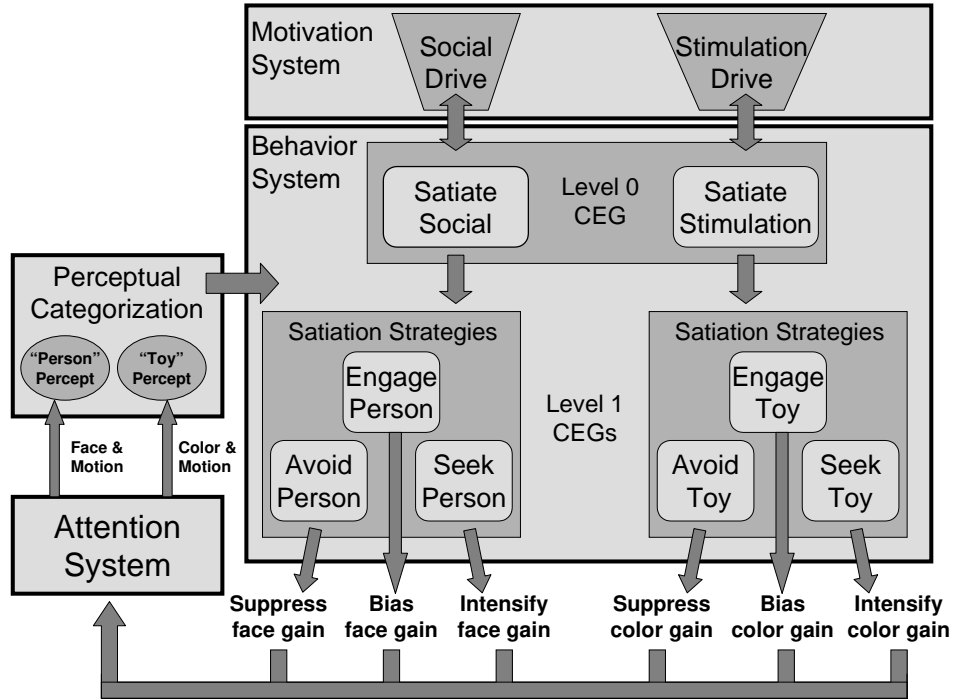 Motivation
System
Social
Drive
Stimulation
Drive
Behavior
System
Satiate
Social
Level 0
CEG
Satiate
Stimulation
Perceptual
Categorization
“Person”
Percept
“Toy”
Percept
Satiation Strategies
Engage
Person
Avoid
Person
Seek
Person
Level 1
CEGs
Satiation Strategies
Engage
Toy
Avoid
Toy
Seek
Toy
Face &
Motion
Color &
Motion
Attention
System
Suppress
face gain
Bias
face gain
Intensify
face gain
Suppress
color gain
Bias
color gain
Intensify
color gain